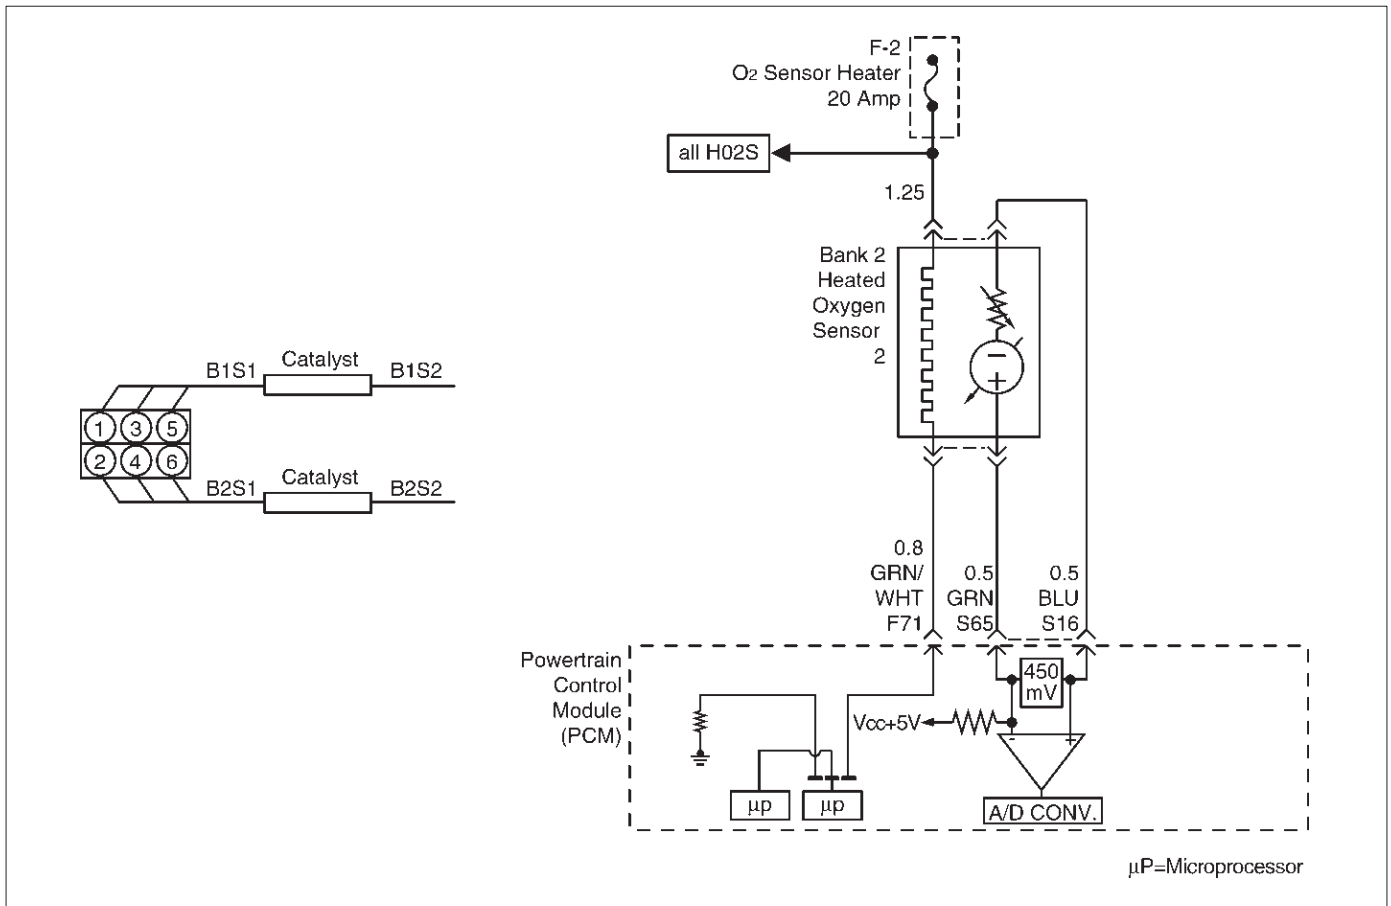 F-2
O2 Sensor Heater
20 Amp
all H02S
1.25
Bank 2
Heated
Oxygen
Sensor
2
−
+
B1S1 Catalyst B1S2
1 3 5
2 4 6
B2S1 Catalyst B2S2
0.8
GRN/
WHT
F71
0.5
GRN
S65
0.5
BLU
S16
Powertrain
Control
Module
(PCM)
450
mV
Vcc+5V
- +
µp µp
A/D CONV.
µP=Microprocessor